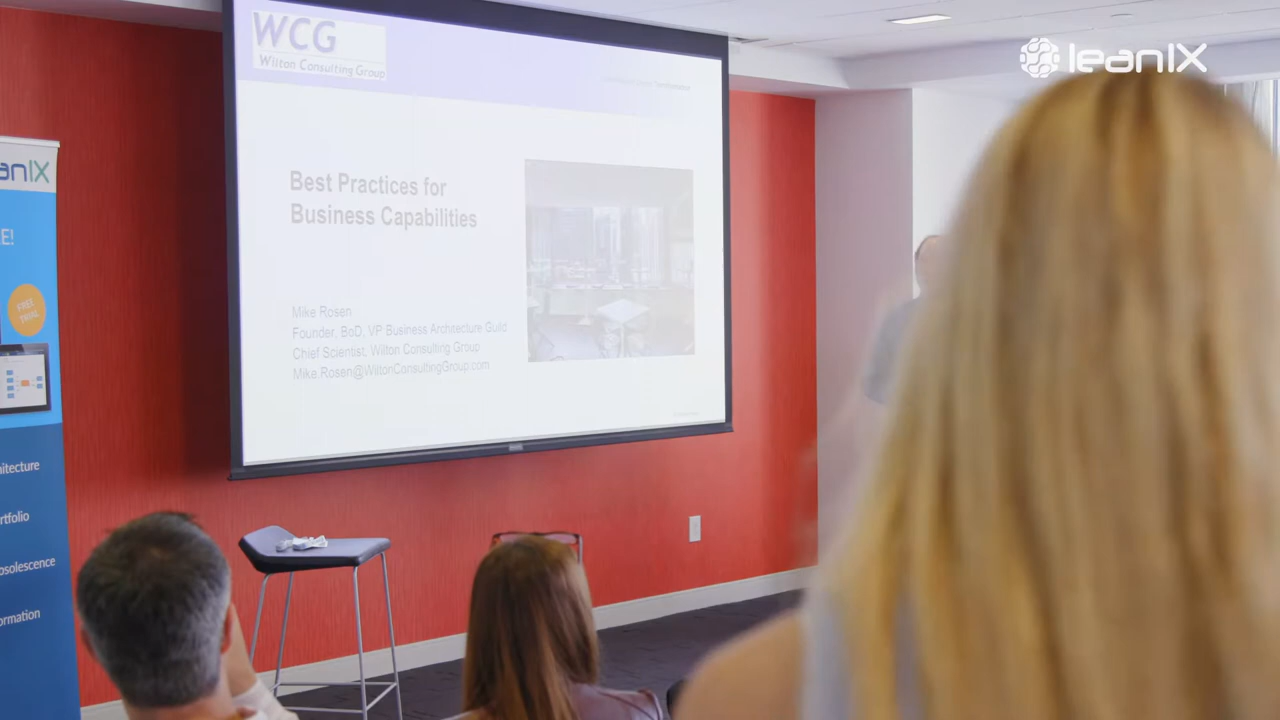 WCG
Wilton Consulting Group
Best Practices for
Business Capabilities
Mike Rosen
Founder, BoD, VP Business Architecture Guild
Chief Scientist, Wilton Consulting Group
Mike.Rosen@WiltonConsultingGroup.com
leanIX
anIX
E!
FREE
TRIAL
hitecture
rtfolio
bsolescence
ormation